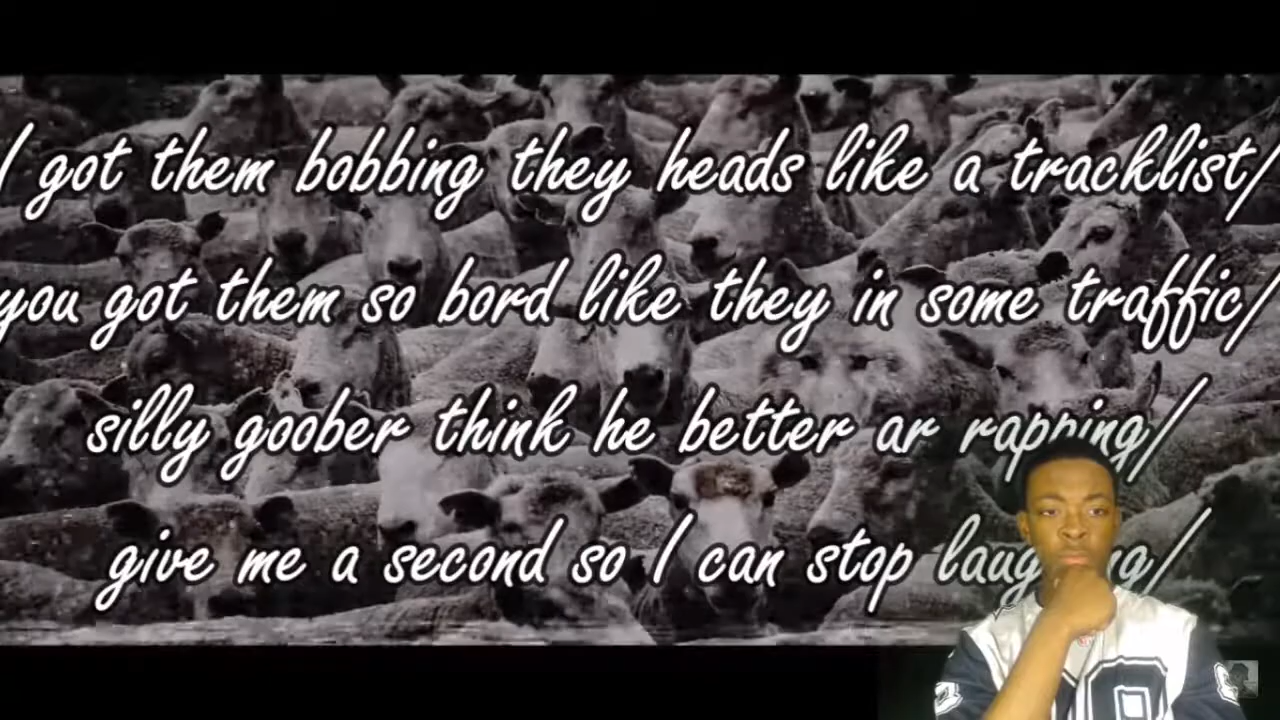 I got them bobbing they heads like a tracklist/
you got them so bord like they in some traffic/
silly goober think he better ar rapping/
give me a second so I can stop laughing/